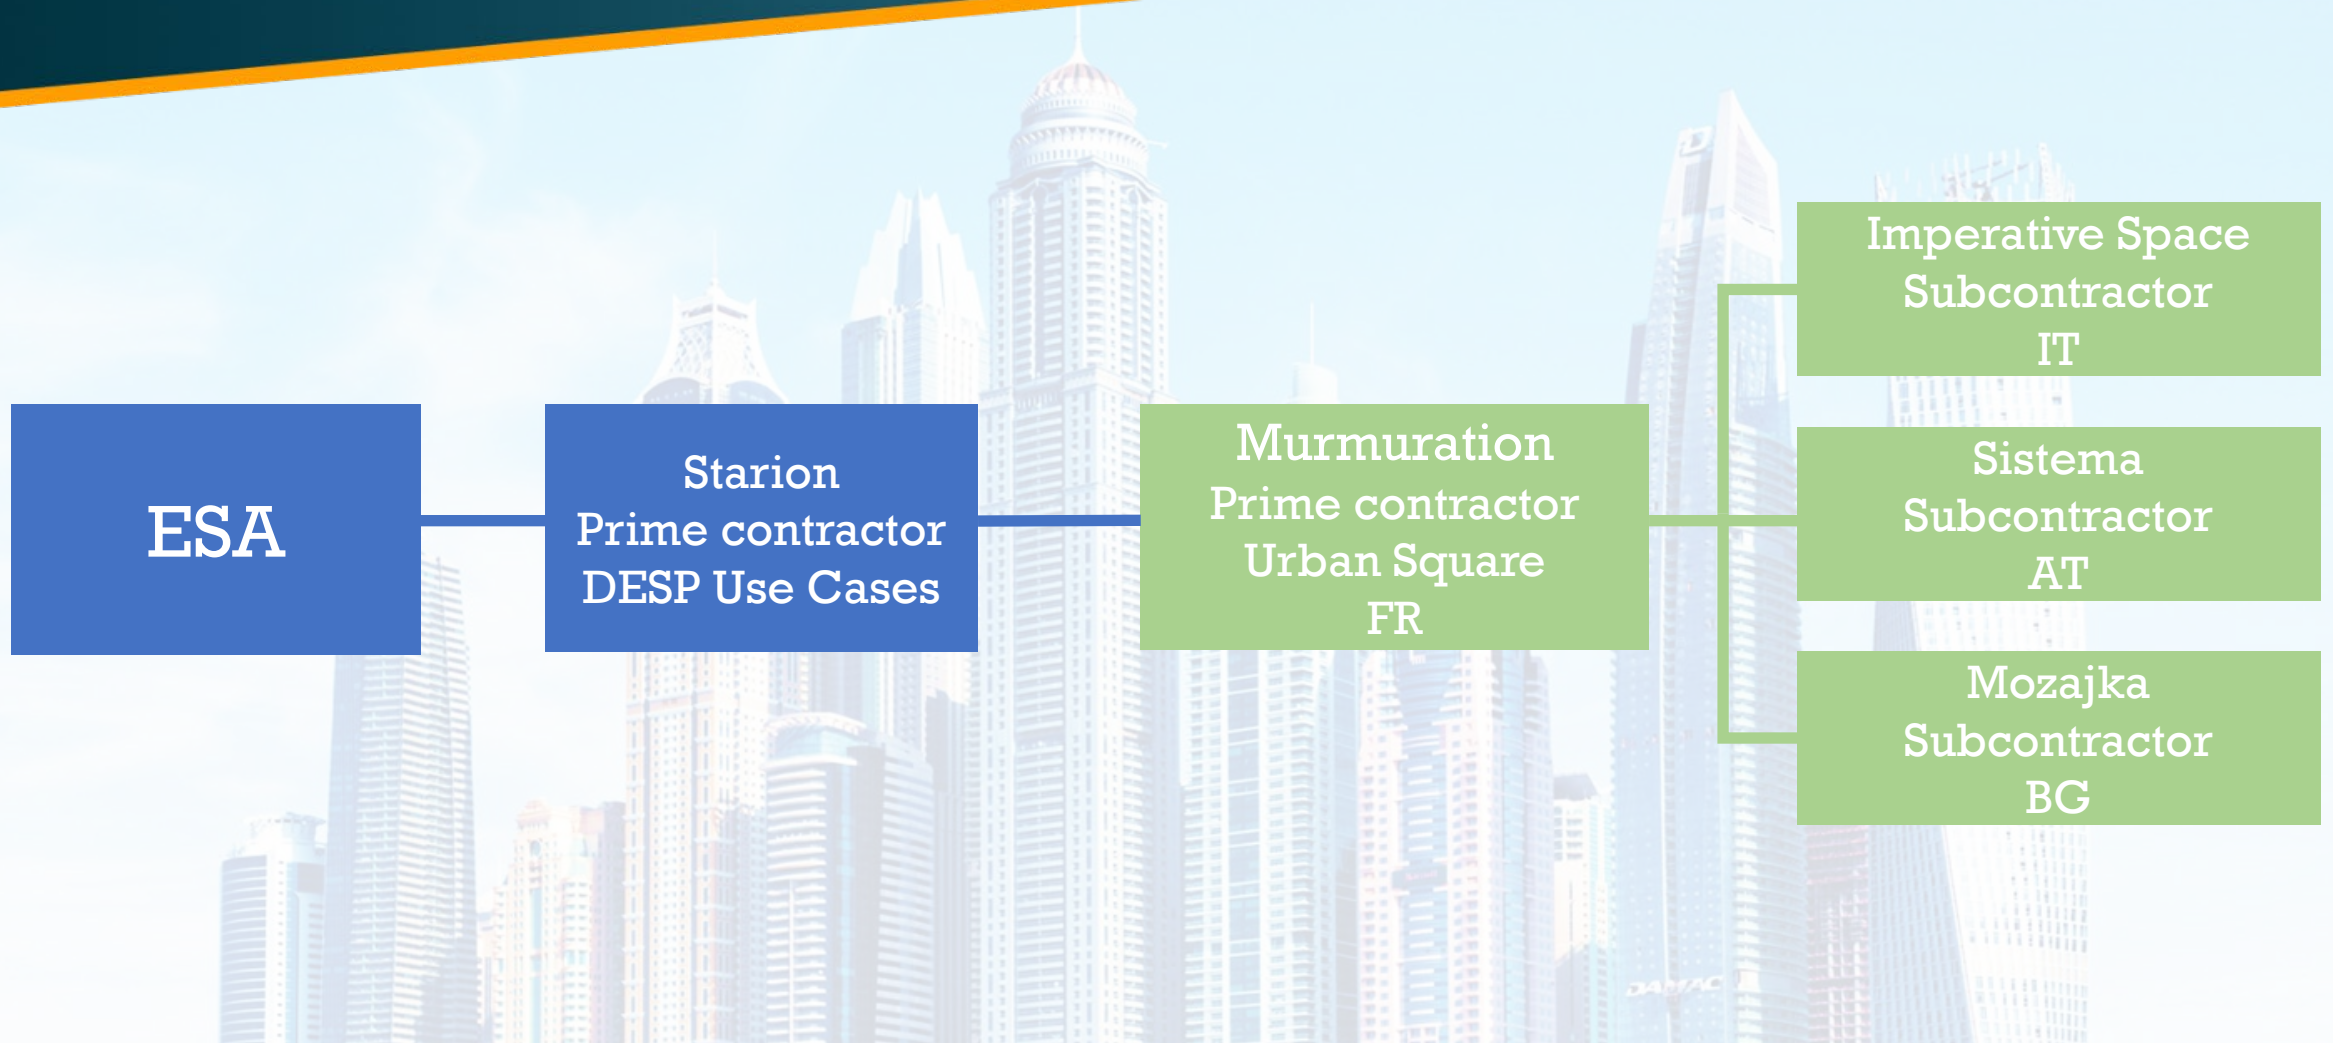 ESA
Starion
Prime contractor
DESP Use Cases
Murmuration
Prime contractor
Urban Square
FR
Imperative Space
Subcontractor
IT
Sistema
Subcontractor
AT
Mozajka
Subcontractor
BG
DAMAC